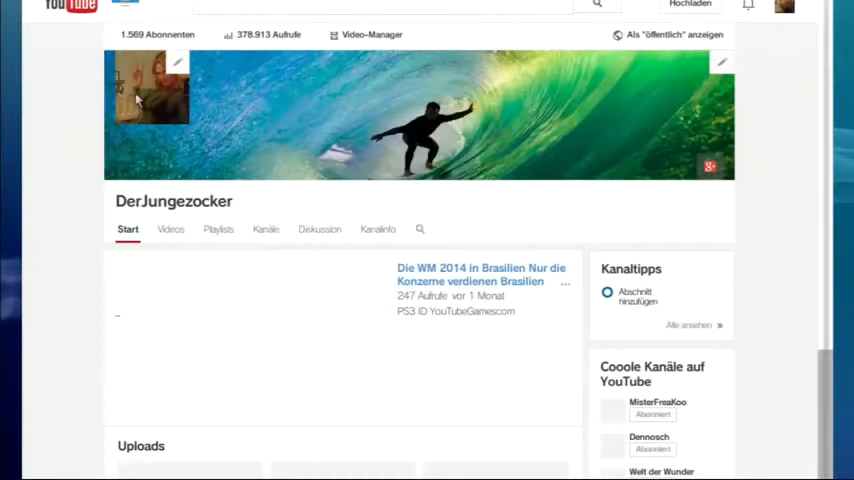 YouTube
Hochladen
1.569 Abonnenten
378.913 Aufrufe
Video-Manager
Als "öffentlich" anzeigen
DerJungezocker
Start
Videos
Playlists
Kanäle
Diskussion
Kanalinfo
Die WM 2014 in Brasilien Nur die
Konzerne verdienen Brasilien ...
247 Aufrufe vor 1 Monat
PS3 ID YouTubeGamescom
Kanaltipps
Abschnitt
hinzufügen
Alle ansehen »
Cooole Kanäle auf
YouTube
MisterFreaKoo
Abonniert
Dennosch
Abonniert
Welt der Wunder
Uploads